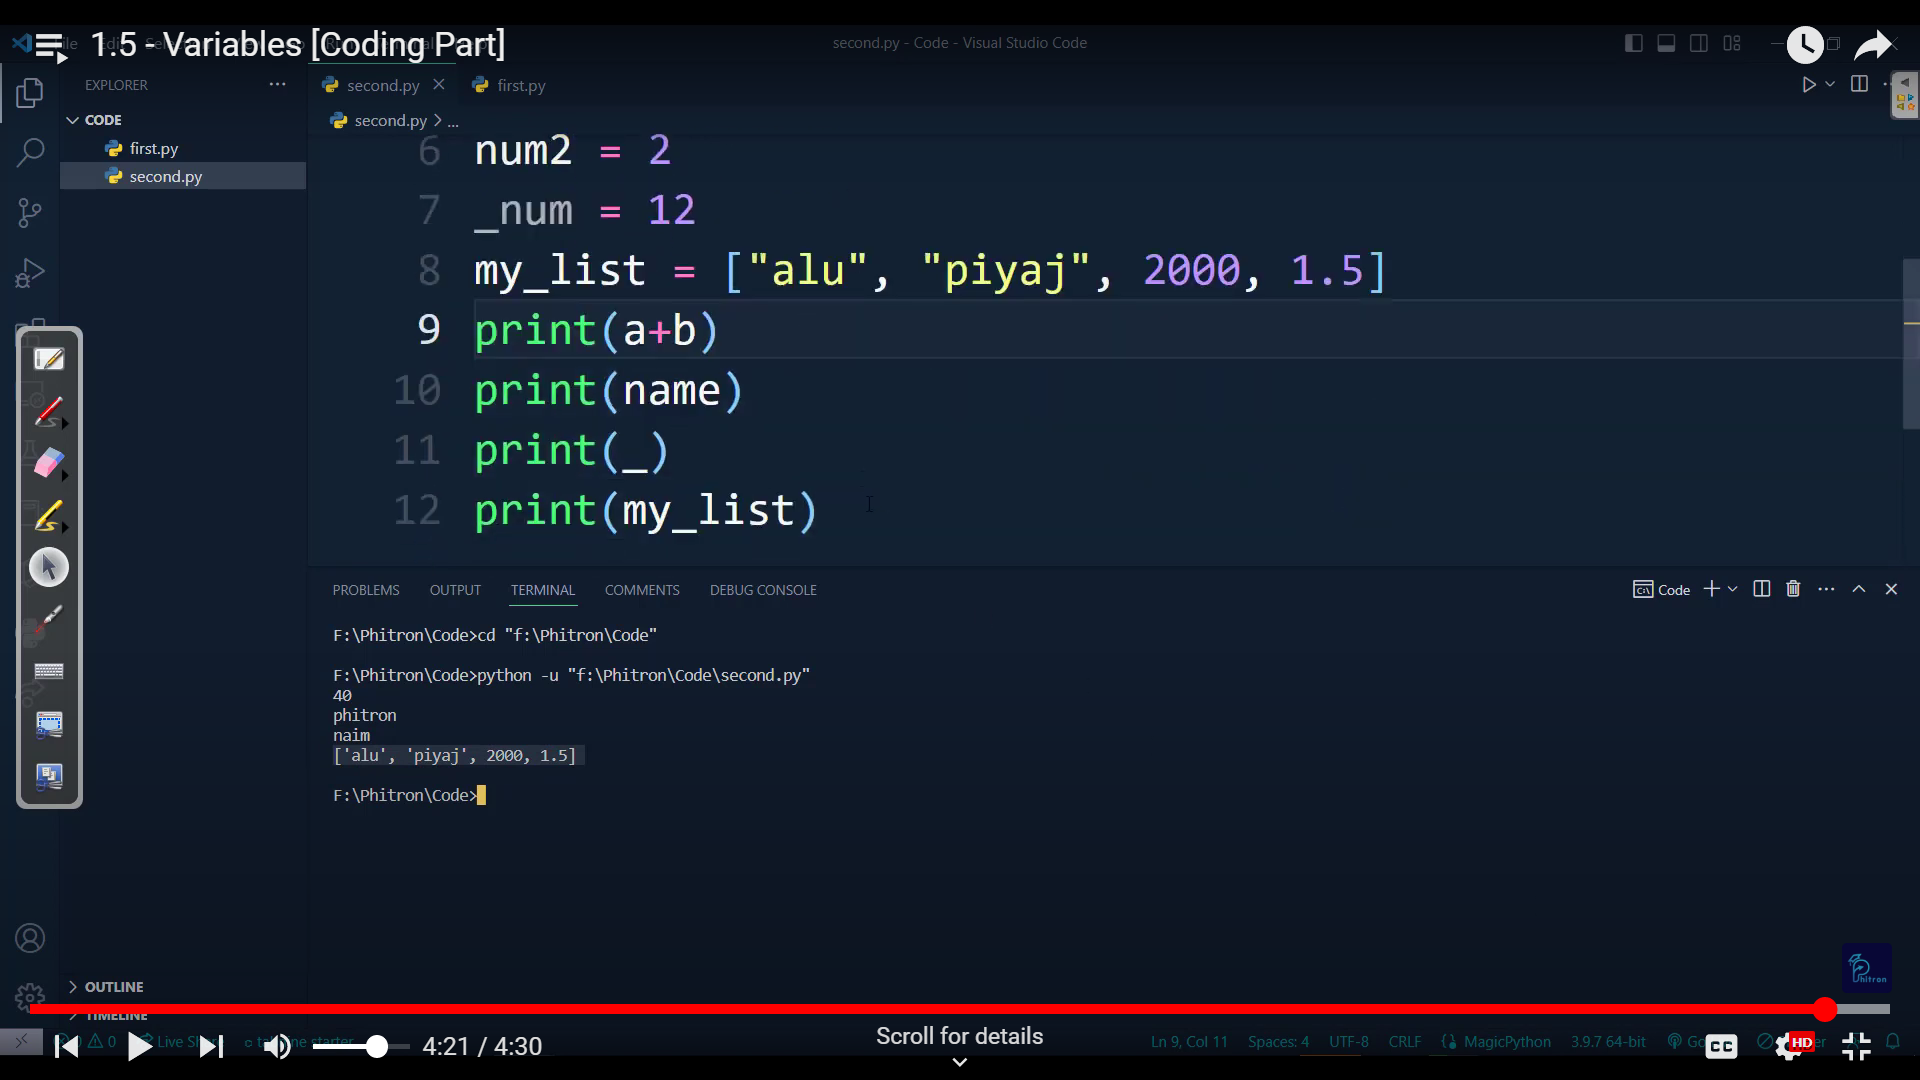 1.5 - Variables [Coding Part]
second.py - Code - Visual Studio Code
EXPLORER
CODE
first.py
second.py
second.py
first.py
second.py > ...
6 num2 = 2
7 _num = 12
8 my_list = ["alu", "piyaj", 2000, 1.5]
9 print(a+b)
10 print(name)
11 print(_)
12 print(my_list)
PROBLEMS OUTPUT TERMINAL COMMENTS DEBUG CONSOLE
Code
F:\Phitron\Code>cd "f:\Phitron\Code"
F:\Phitron\Code>python -u "f:\Phitron\Code\second.py"
40
phitron
naim
['alu', 'piyaj', 2000, 1.5]
F:\Phitron\Code>
Phitron
OUTLINE
TIMELINE
0 Live
4:21 / 4:30
Scroll for details
Ln 9, Col 11 Spaces: 4 UTF-8 CRLF MagicPython 3.9.7 64-bit
CC
HD